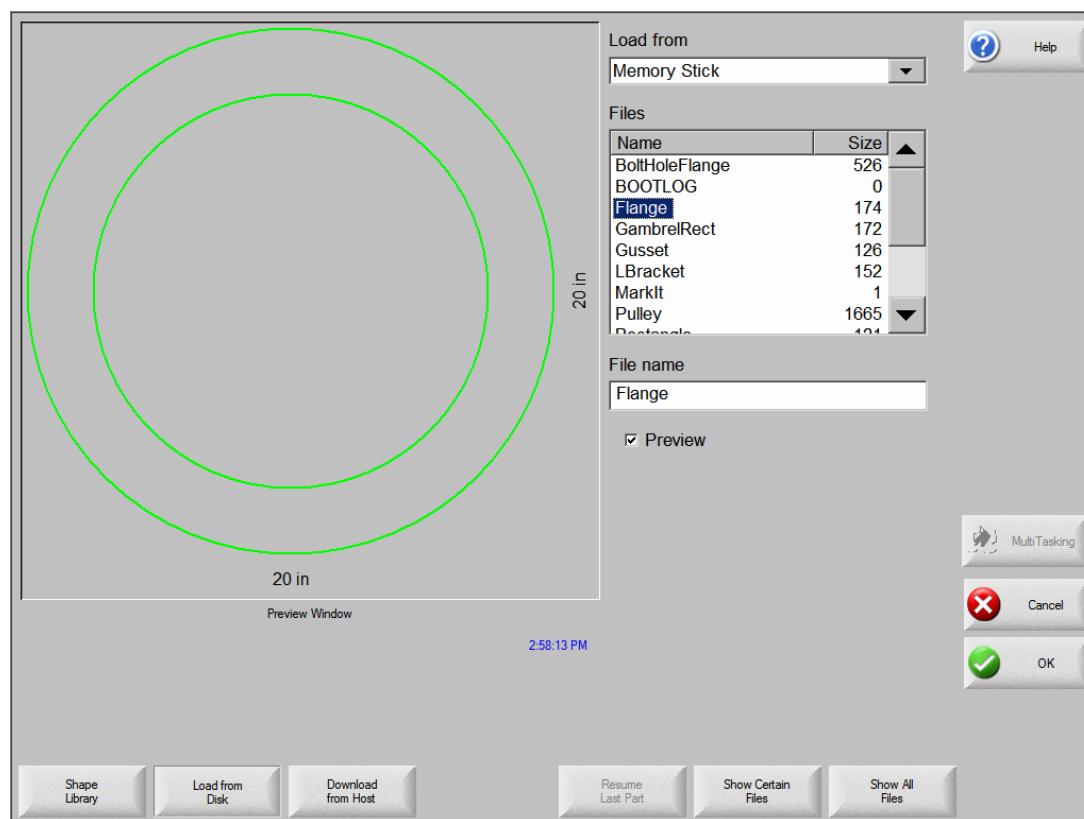 Load from
Memory Stick
Help
Files
Name Size
BoltHoleFlange 526
BOOTLOG 0
Flange 174
GambrelRect 172
Gusset 126
LBracket 152
MarkIt 1
Pulley 1665
Rectangle 121
File name
Flange
Preview
20 in
20 in
Preview Window
2:58:13 PM
MultiTasking
Cancel
OK
Shape
Library
Load from
Disk
Download
from Host
Resume
Last Part
Show Certain
Files
Show All
Files